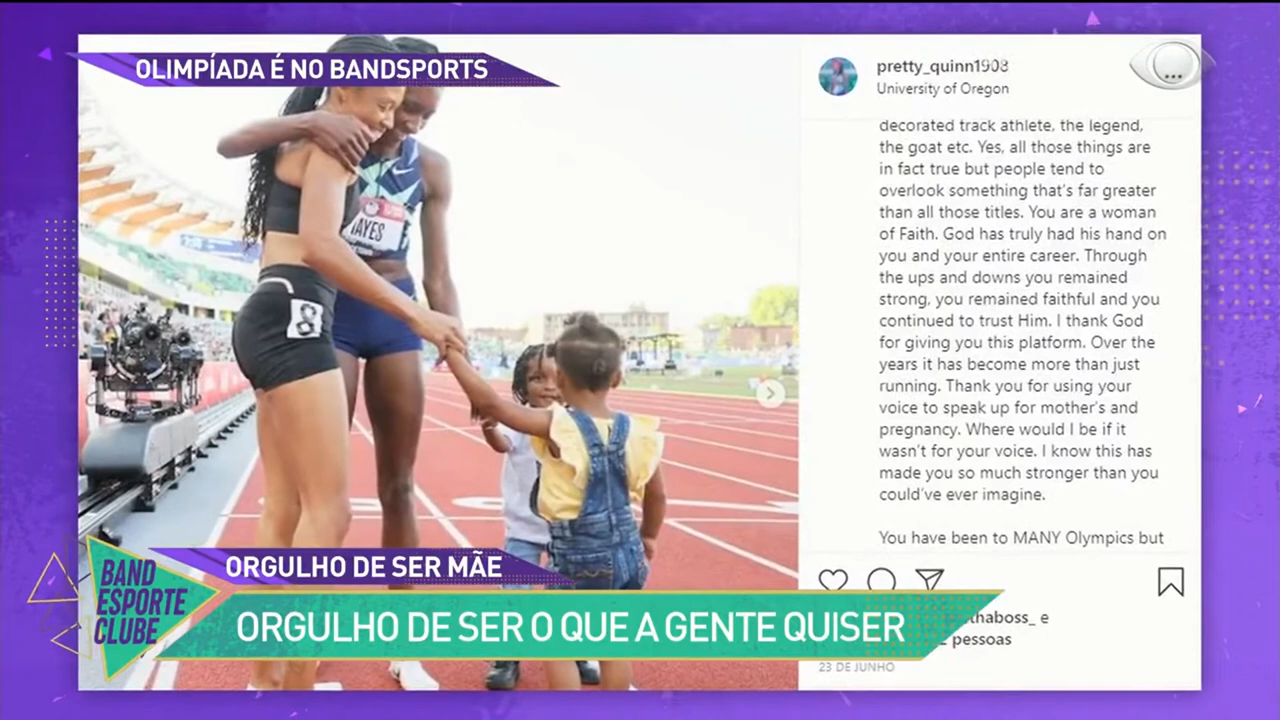 OLIMPÍADA É NO BANDSPORTS
pretty_quinn1908
University of Oregon
decorated track athlete, the legend,
the goat etc. Yes, all those things are
in fact true but people tend to
overlook something that's far greater
than all those titles. You are a woman
of Faith. God has truly had his hand on
you and your entire career. Through
the ups and downs you remained
strong, you remained faithful and you
continued to trust Him. I thank God
for giving you this platform. Over the
years it has become more than just
running. Thank you for using your
voice to speak up for mother's and
pregnancy. Where would I be if it
wasn't for your voice. I know this has
made you so much stronger than you
could've ever imagine.
You have been to MANY Olympics but
thaboss_ e
pessoas
23 DE JUNHO
AYES
8
ORGULHO DE SER MÃE
BAND
ESPORTE
CLUBE
ORGULHO DE SER O QUE A GENTE QUISER